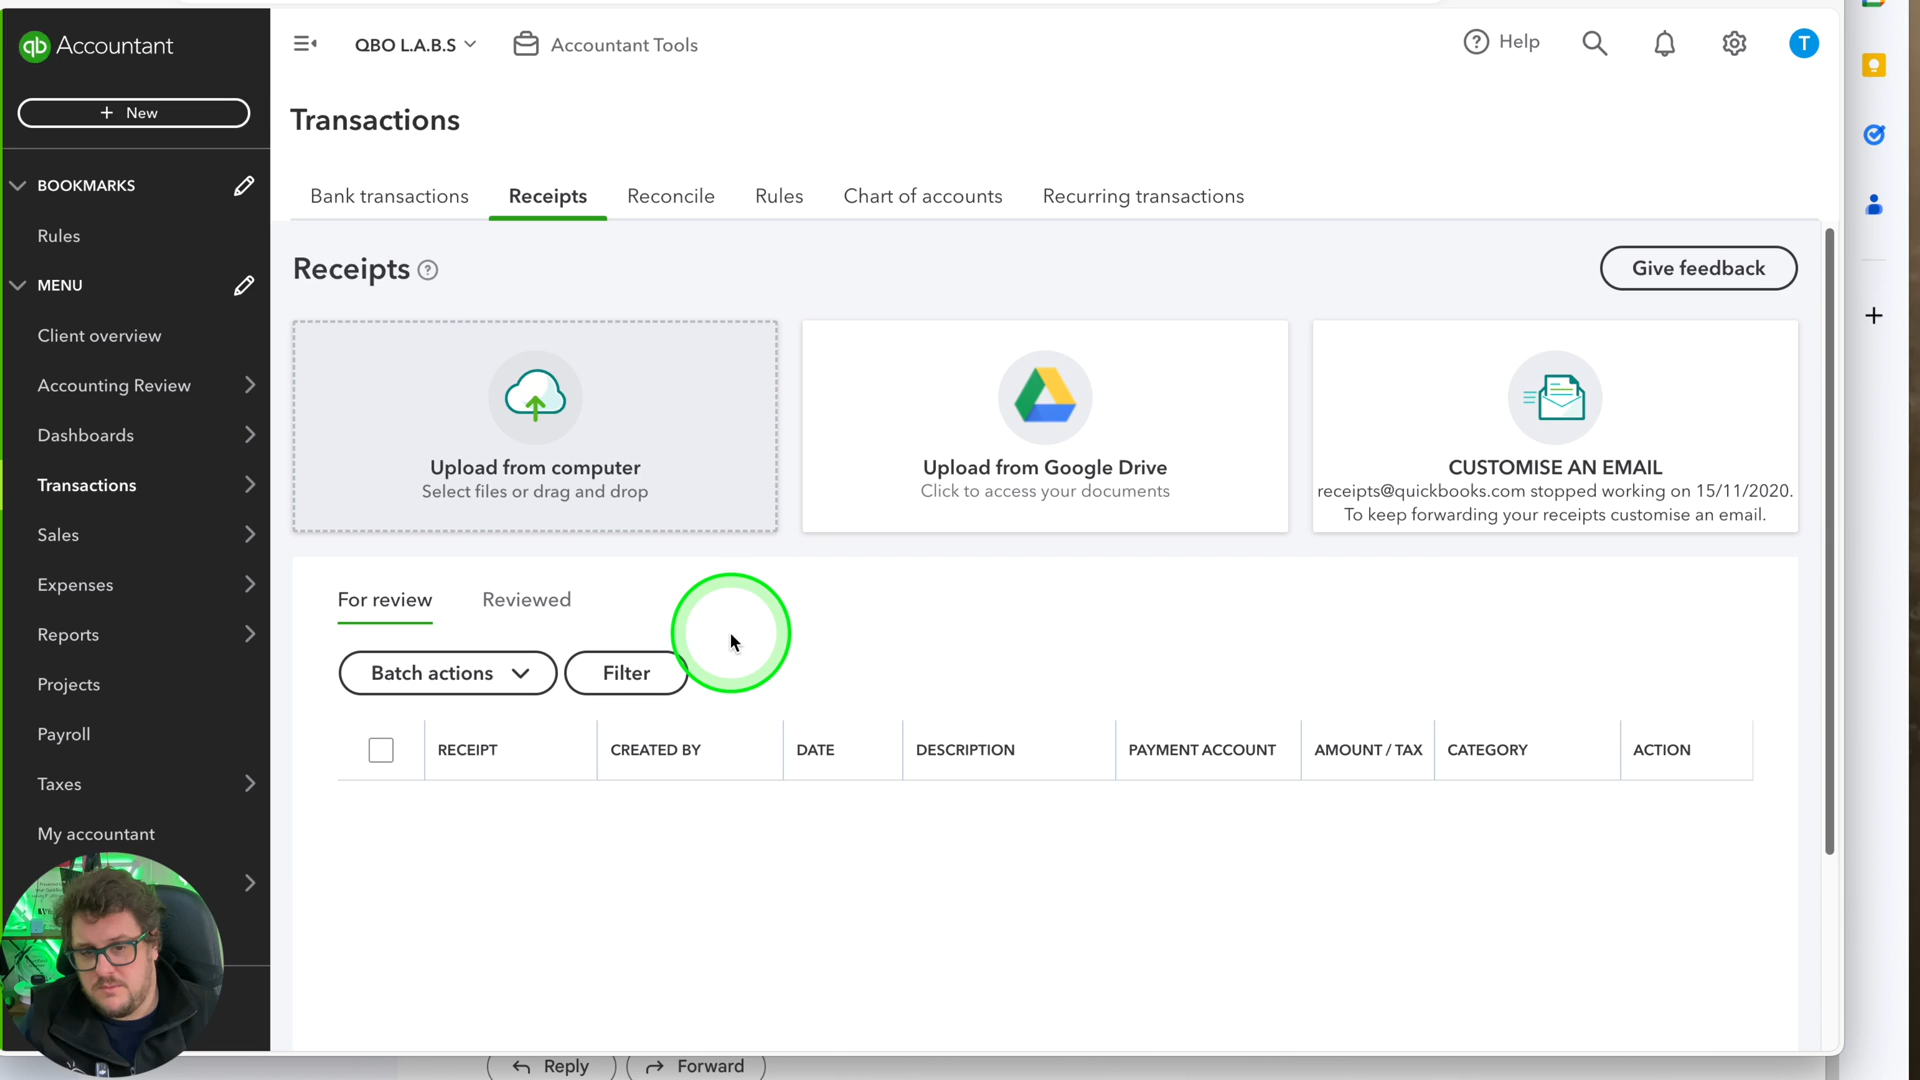 qb Accountant
QBO L.A.B.S
Accountant Tools
Help
T
+ New
Transactions
BOOKMARKS
Rules
MENU
Client overview
Accounting Review
Dashboards
Transactions
Sales
Expenses
Reports
Projects
Payroll
Taxes
My accountant
Bank transactions
Receipts
Reconcile
Rules
Chart of accounts
Recurring transactions
Receipts ?
Give feedback
Upload from computer
Select files or drag and drop
Upload from Google Drive
Click to access your documents
CUSTOMISE AN EMAIL
receipts@quickbooks.com stopped working on 15/11/2020.
To keep forwarding your receipts customise an email.
For review
Reviewed
Batch actions
Filter
RECEIPT
CREATED BY
DATE
DESCRIPTION
PAYMENT ACCOUNT
AMOUNT / TAX
CATEGORY
ACTION
Reply
Forward